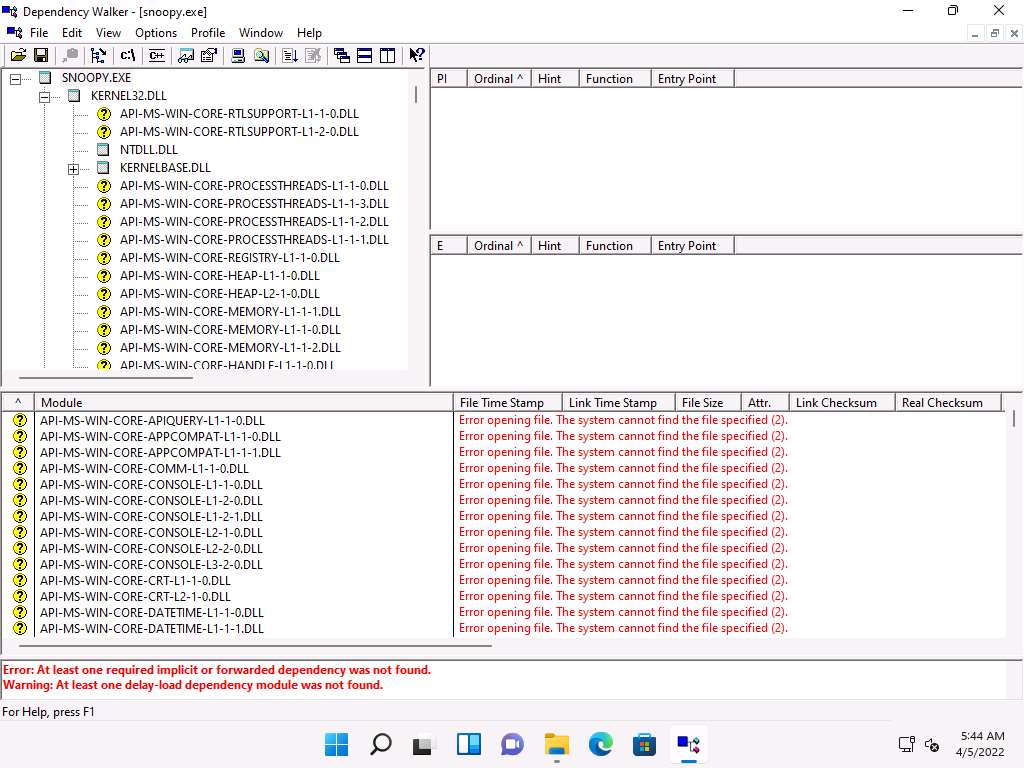 Dependency Walker - [snoopy.exe]
File Edit View Options Profile Window Help
c:\ C++
SNOOPY.EXE
KERNEL32.DLL
API-MS-WIN-CORE-RTLSUPPORT-L1-1-0.DLL
API-MS-WIN-CORE-RTLSUPPORT-L1-2-0.DLL
NTDLL.DLL
KERNELBASE.DLL
API-MS-WIN-CORE-PROCESSTHREADS-L1-1-0.DLL
API-MS-WIN-CORE-PROCESSTHREADS-L1-1-3.DLL
API-MS-WIN-CORE-PROCESSTHREADS-L1-1-2.DLL
API-MS-WIN-CORE-PROCESSTHREADS-L1-1-1.DLL
API-MS-WIN-CORE-REGISTRY-L1-1-0.DLL
API-MS-WIN-CORE-HEAP-L1-1-0.DLL
API-MS-WIN-CORE-HEAP-L2-1-0.DLL
API-MS-WIN-CORE-MEMORY-L1-1-1.DLL
API-MS-WIN-CORE-MEMORY-L1-1-0.DLL
API-MS-WIN-CORE-MEMORY-L1-1-2.DLL
API-MS-WIN-CORE-HANDLE-L1-1-0.DLL
PI Ordinal ^ Hint Function Entry Point
E Ordinal ^ Hint Function Entry Point
^ Module File Time Stamp Link Time Stamp File Size Attr. Link Checksum Real Checksum
API-MS-WIN-CORE-APIQUERY-L1-1-0.DLL Error opening file. The system cannot find the file specified (2).
API-MS-WIN-CORE-APPCOMPAT-L1-1-0.DLL Error opening file. The system cannot find the file specified (2).
API-MS-WIN-CORE-APPCOMPAT-L1-1-1.DLL Error opening file. The system cannot find the file specified (2).
API-MS-WIN-CORE-COMM-L1-1-0.DLL Error opening file. The system cannot find the file specified (2).
API-MS-WIN-CORE-CONSOLE-L1-1-0.DLL Error opening file. The system cannot find the file specified (2).
API-MS-WIN-CORE-CONSOLE-L1-2-0.DLL Error opening file. The system cannot find the file specified (2).
API-MS-WIN-CORE-CONSOLE-L1-2-1.DLL Error opening file. The system cannot find the file specified (2).
API-MS-WIN-CORE-CONSOLE-L2-1-0.DLL Error opening file. The system cannot find the file specified (2).
API-MS-WIN-CORE-CONSOLE-L2-2-0.DLL Error opening file. The system cannot find the file specified (2).
API-MS-WIN-CORE-CONSOLE-L3-2-0.DLL Error opening file. The system cannot find the file specified (2).
API-MS-WIN-CORE-CRT-L1-1-0.DLL Error opening file. The system cannot find the file specified (2).
API-MS-WIN-CORE-CRT-L2-1-0.DLL Error opening file. The system cannot find the file specified (2).
API-MS-WIN-CORE-DATETIME-L1-1-0.DLL Error opening file. The system cannot find the file specified (2).
API-MS-WIN-CORE-DATETIME-L1-1-1.DLL Error opening file. The system cannot find the file specified (2).
Error: At least one required implicit or forwarded dependency was not found.
Warning: At least one delay-load dependency module was not found.
For Help, press F1
5:44 AM
4/5/2022